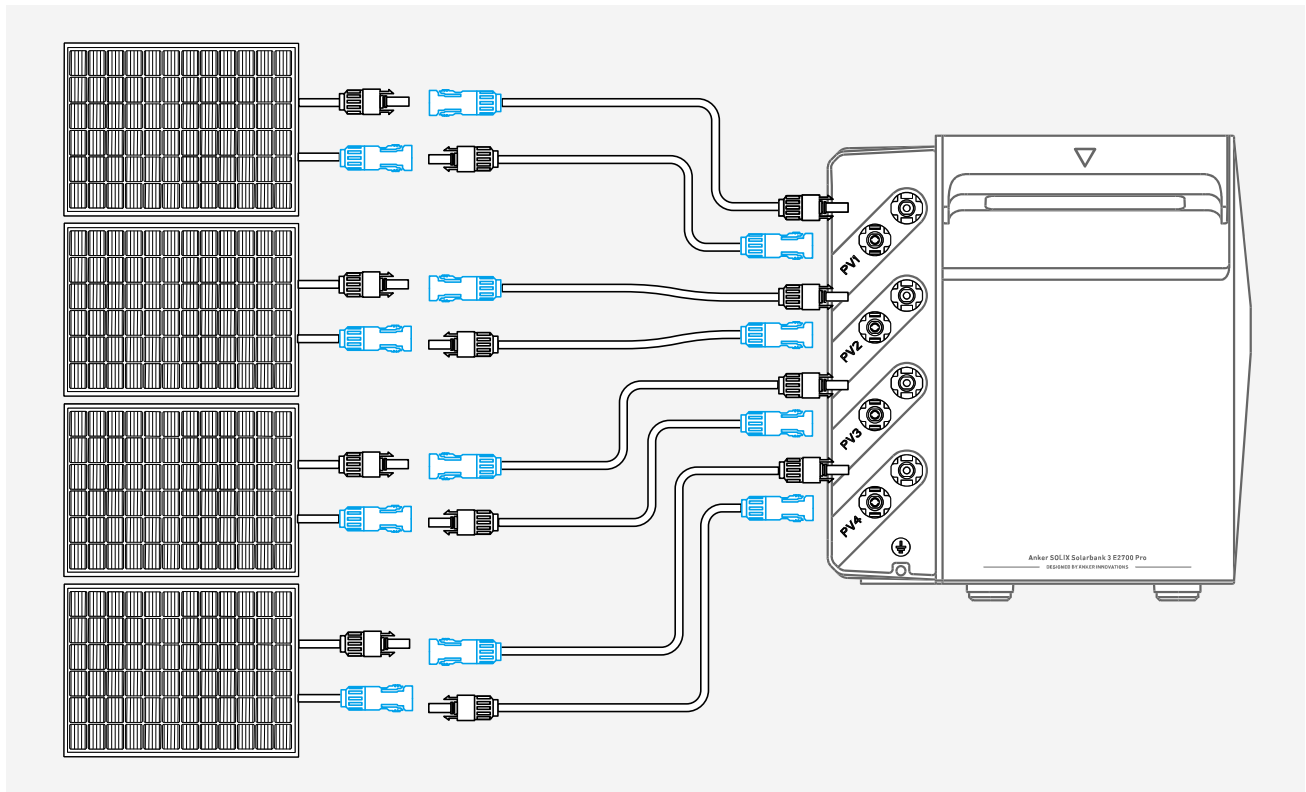 PV1
PV2
PV3
PV4
Anker SOLIX Solarbank 3 E2700 Pro
DESIGNED BY ANKER INNOVATIONS